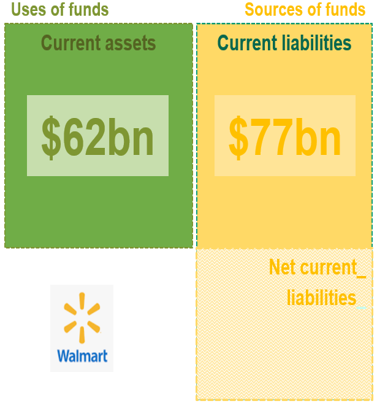 Uses of funds
Sources of funds
Current assets
Current liabilities
$62bn
$77bn
Net current_
liabilities_
Walmart